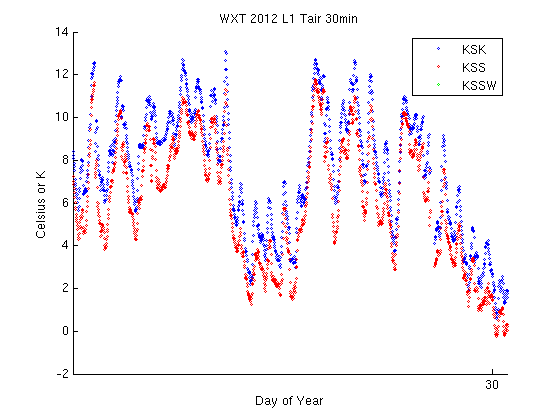 WXT 2012 L1 Tair 30min
14
12
10
8
6
4
2
0
-2
Celsius or K
KSK
KSS
KSSW
30
Day of Year